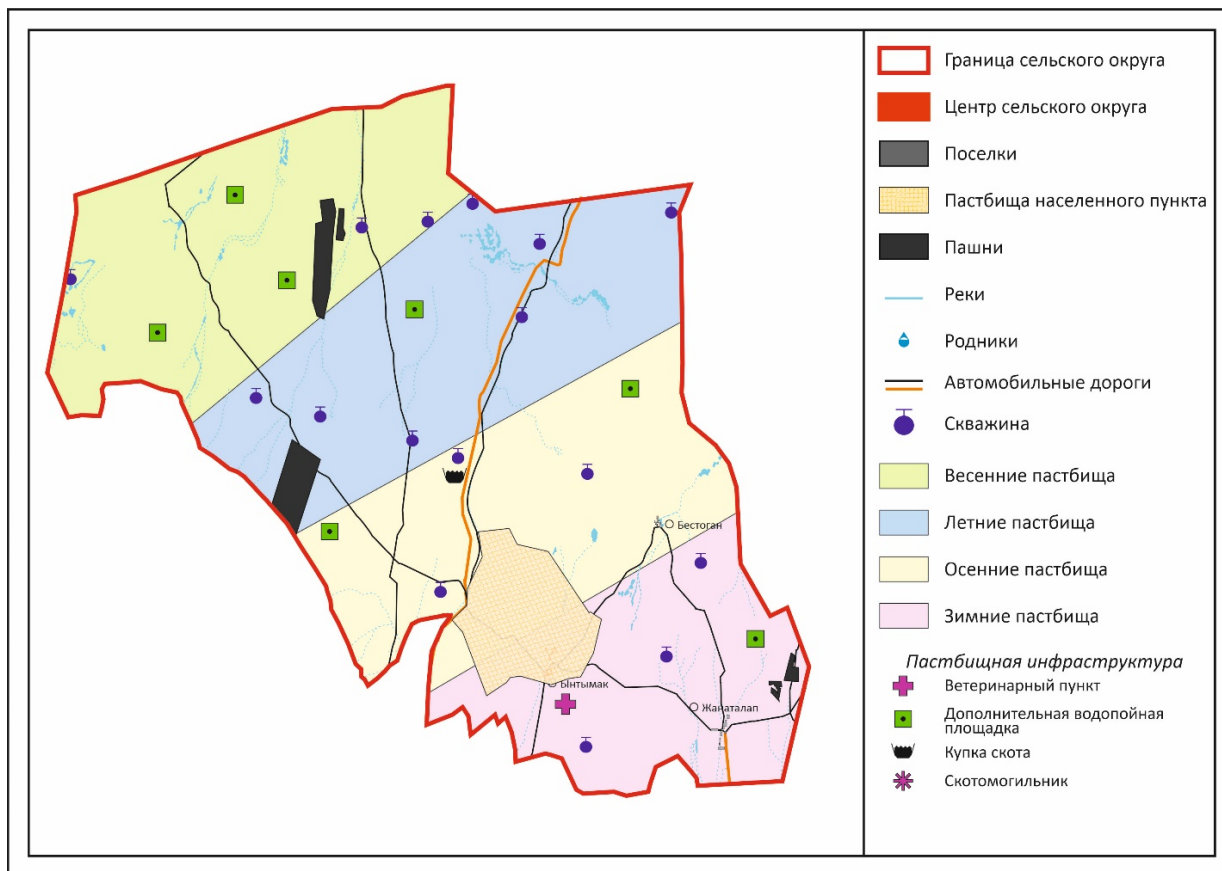 Бестоган
Ынтымак
Жанаталап
Граница сельского округа
Центр сельского округа
Поселки
Пастбища населенного пункта
Пашни
Реки
Родники
Автомобильные дороги
Скважина
Весенние пастбища
Летние пастбища
Осенние пастбища
Зимние пастбища
Пастбищная инфраструктура
Ветеринарный пункт
Дополнительная водопойная
площадка
Купка скота
Скотомогильник